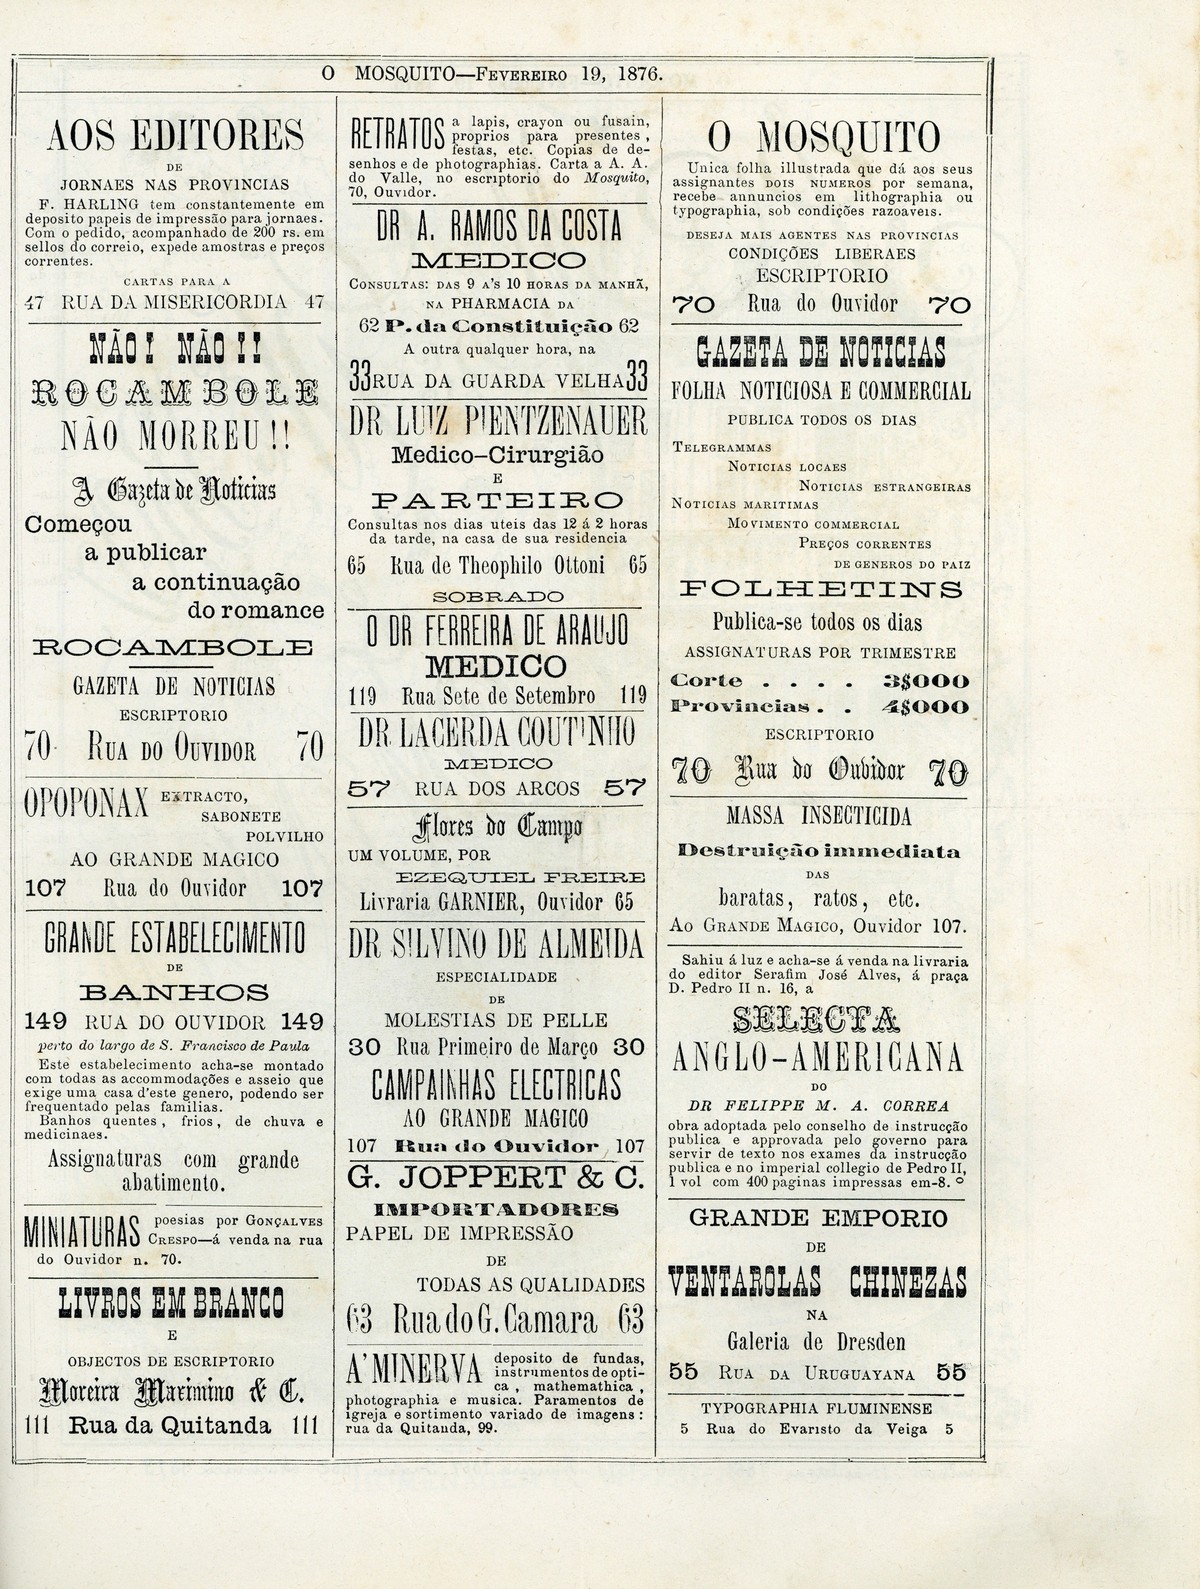 O MOSQUITO—FEVEREIRO 19, 1876.
AOS EDITORES
DE
JORNAES NAS PROVINCIAS
F. HARLING tem constantemente em
deposito papeis de impressão para jornaes.
Com o pedido, acompanhado de 200 rs. em
sellos do correio, expede amostras e preços
correntes.
CARTAS PARA A
47 RUA DA MISERICORDIA 47
NÃO! NÃO!!
ROCAMBOLE
NÃO MORREU!!
A Gazeta de Noticias
Começou
a publicar
a continuação
do romance
ROCAMBOLE
GAZETA DE NOTICIAS
ESCRIPTORIO
70 RUA DO OUVIDOR 70
OPOPONAX EXTRACTO,
SABONETE
POLVILHO
AO GRANDE MAGICO
107 Rua do Ouvidor 107
GRANDE ESTABELECIMENTO
DE
BANHOS
149 RUA DO OUVIDOR 149
perto do largo de S. Francisco de Paula
Este estabelecimento acha-se montado
com todas as accommodações e asseio que
exige uma casa d'este genero, podendo ser
frequentado pelas familias.
Banhos quentes, frios, de chuva e
medicinaes.
Assignaturas com grande
abatimento.
MINIATURAS poesias por GONÇALVES
CRESPO—á venda na rua
do Ouvidor n. 70.
LIVROS EM BRANCO
E
OBJECTOS DE ESCRIPTORIO
Moreira Maximino & C.
111 Rua da Quitanda 111
RETRATOS a lapis, crayon ou fusain,
proprios para presentes,
festas, etc. Copias de de-
senhos e de photographias. Carta a A. A.
do Valle, no escriptorio do Mosquito,
70, Ouvidor.
DR A. RAMOS DA COSTA
MEDICO
CONSULTAS: DAS 9 A'S 10 HORAS DA MANHÃ,
NA PHARMACIA DA
62 P. da Constituição 62
A outra qualquer hora, na
33 RUA DA GUARDA VELHA 33
DR LUIZ PIENTZENAUER
Medico-Cirurgião
E
PARTEIRO
Consultas nos dias uteis das 12 á 2 horas
da tarde, na casa de sua residencia
65 Rua de Theophilo Ottoni 65
SOBRADO
O DR FERREIRA DE ARAUJO
MEDICO
119 Rua Sete de Setembro 119
DR LACERDA COUTINHO
MEDICO
57 RUA DOS ARCOS 57
Flores do Campo
UM VOLUME, POR
EZEQUIEL FREIRE
Livraria GARNIER, Ouvidor 65
DR SILVINO DE ALMEIDA
ESPECIALIDADE
DE
MOLESTIAS DE PELLE
30 Rua Primeiro de Março 30
CAMPAINHAS ELECTRICAS
AO GRANDE MAGICO
107 Rua do Ouvidor 107
G. JOPPERT & C.
IMPORTADORES
PAPEL DE IMPRESSÃO
DE
TODAS AS QUALIDADES
63 Rua do G. Camara 63
A' MINERVA deposito de fundas,
instrumentos de opti-
ca, mathemathica,
photographia e musica. Paramentos de
igreja e sortimento variado de imagens:
rua da Quitauda, 99.
O MOSQUITO
Unica folha illustrada que dá aos seus
assignantes DOIS NUMEROS por semana,
recebe annuncios em lithographia ou
typographia, sob condições razoaveis.
DESEJA MAIS AGENTES NAS PROVINCIAS
CONDIÇÕES LIBERAES
ESCRIPTORIO
70 Rua do Ouvidor 70
GAZETA DE NOTICIAS
FOLHA NOTICIOSA E COMMERCIAL
PUBLICA TODOS OS DIAS
TELEGRAMMAS
NOTICIAS LOCAES
NOTICIAS ESTRANGEIRAS
NOTICIAS MARITIMAS
MOVIMENTO COMMERCIAL
PREÇOS CORRENTES
DE GENEROS DO PAIZ
FOLHETINS
Publica-se todos os dias
ASSIGNATURAS POR TRIMESTRE
Corte . . . . 3$000
Provincias . . 4$000
ESCRIPTORIO
70 Rua do Ouvidor 70
MASSA INSECTICIDA
Destruição immediata
DAS
baratas, ratos, etc.
AO GRANDE MAGICO, Ouvidor 107.
Sahiu á luz e acha-se á venda na livraria
do editor Serafim José Alves, á praça
D. Pedro II n. 16, a
SELECTA
ANGLO-AMERICANA
DO
DR FELIPPE M. A. CORREA
obra adoptada pelo conselho de instrucção
publica e approvada pelo governo para
servir de texto nos exames da instrucção
publica e no imperial collegio de Pedro II,
1 vol com 400 paginas impressas em-8.º
GRANDE EMPORIO
DE
VENTAROLAS CHINEZAS
NA
Galeria de Dresden
55 RUA DA URUGUAYANA 55
TYPOGRAPHIA FLUMINENSE
5 Rua do Evaristo da Veiga 5